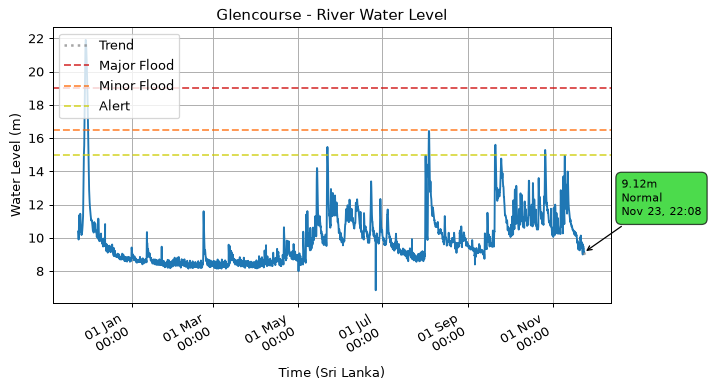 Glencourse - River Water Level
Water Level (m)
22
20
18
16
14
12
10
8
Trend
Major Flood
Minor Flood
Alert
9.12m
Normal
Nov 23, 22:08
01 Jan
00:00
01 Mar
00:00
01 May
00:00
01 Jul
00:00
01 Sep
00:00
01 Nov
00:00
Time (Sri Lanka)